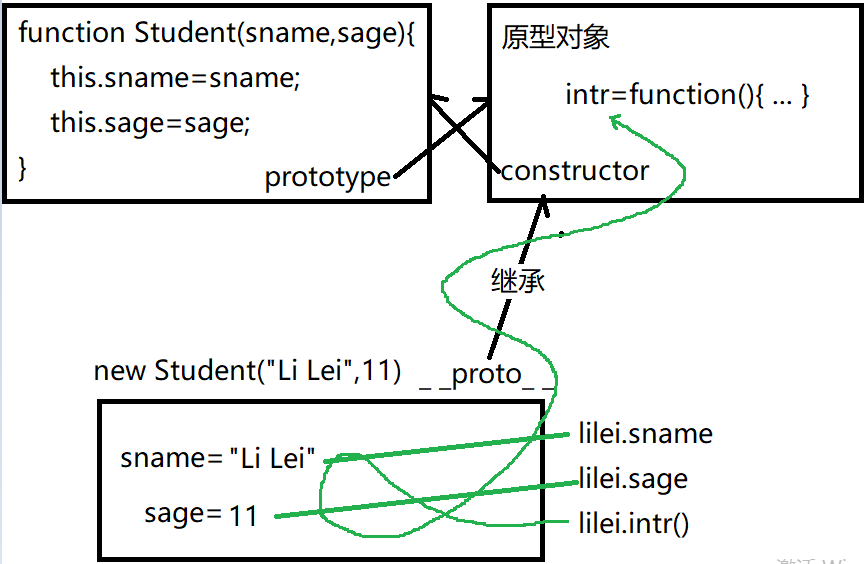 function Student(sname,sage){
this.sname=sname;
this.sage=sage;
}
prototype
原型对象
intr=function(){ ... }
constructor
继承
new Student("Li Lei",11)
_ _proto_ _
sname= "Li Lei"
sage= 11
lilei.sname
lilei.sage
lilei.intr()